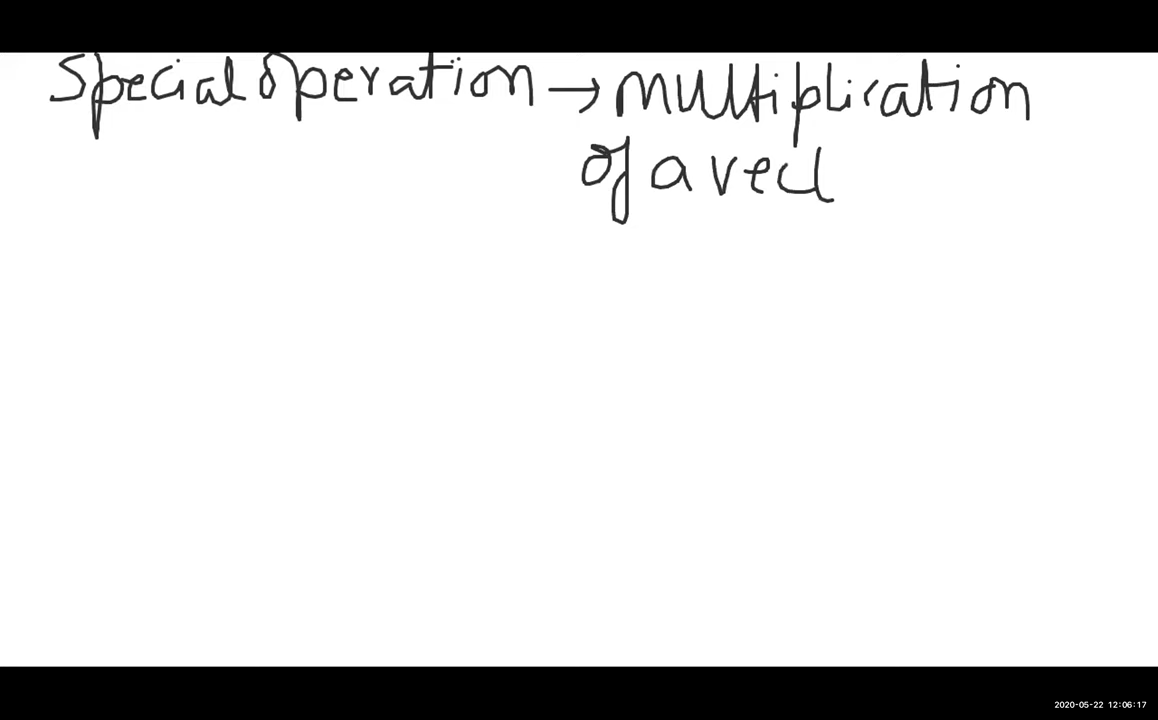 Special operation → multiplication
of a vect
2020-05-22 12:06:17